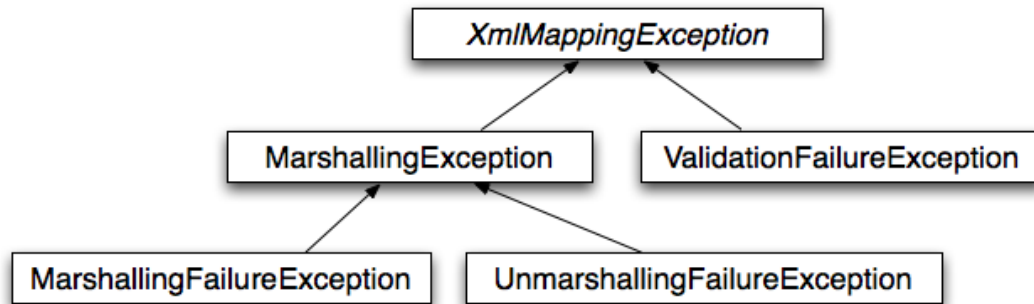 XmlMappingException
MarshallingException
ValidationFailureException
MarshallingFailureException
UnmarshallingFailureException